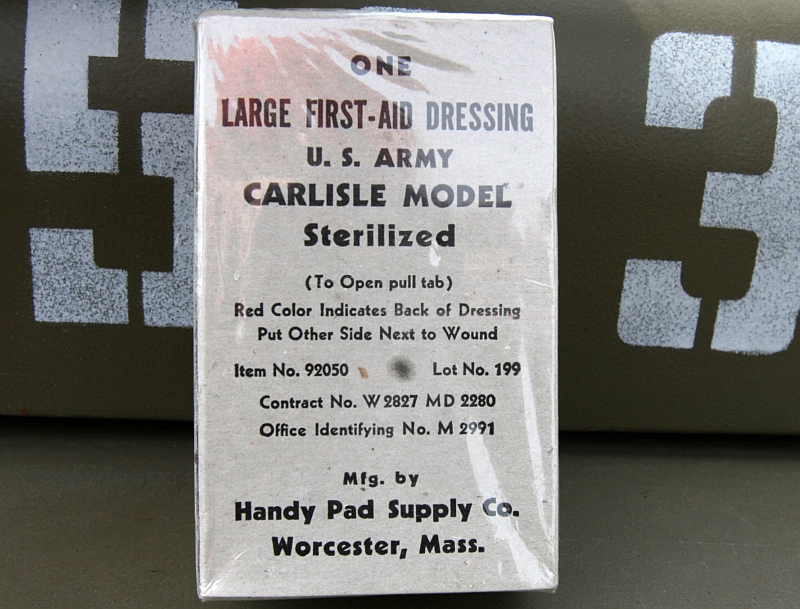 ONE
LARGE FIRST-AID DRESSING
U. S. ARMY
CARLISLE MODEL
Sterilized
(To Open pull tab)
Red Color Indicates Back of Dressing
Put Other Side Next to Wound
Item No. 92050 Lot No. 199
Contract No. W 2827 MD 2280
Office Identifying No. M 2991
Mfg. by
Handy Pad Supply Co.
Worcester, Mass.
5 3